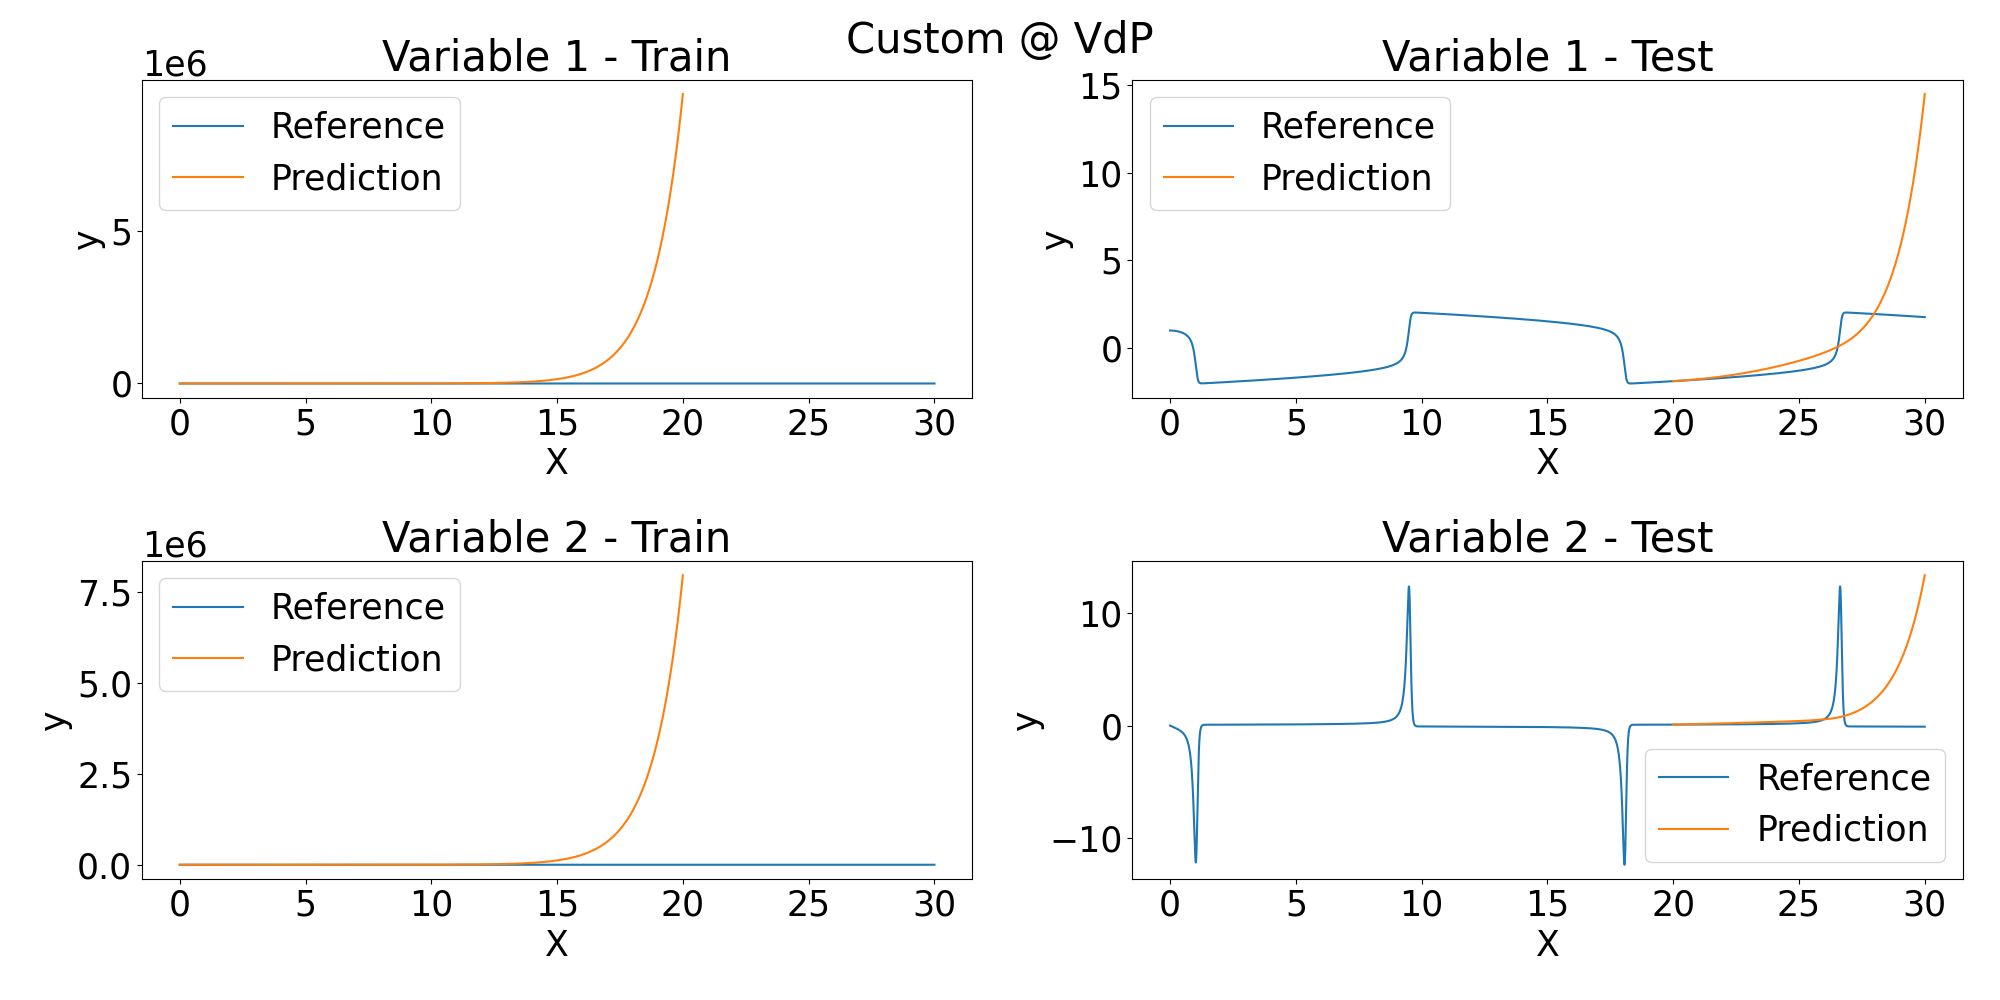 Custom @ VdP
Variable 1 - Train
1e6
Reference
Prediction
y
5
0
0 5 10 15 20 25 30
X
Variable 1 - Test
Reference
Prediction
y
15
10
5
0
0 5 10 15 20 25 30
X
Variable 2 - Train
1e6
Reference
Prediction
y
7.5
5.0
2.5
0.0
0 5 10 15 20 25 30
X
Variable 2 - Test
y
10
0
−10
Reference
Prediction
0 5 10 15 20 25 30
X